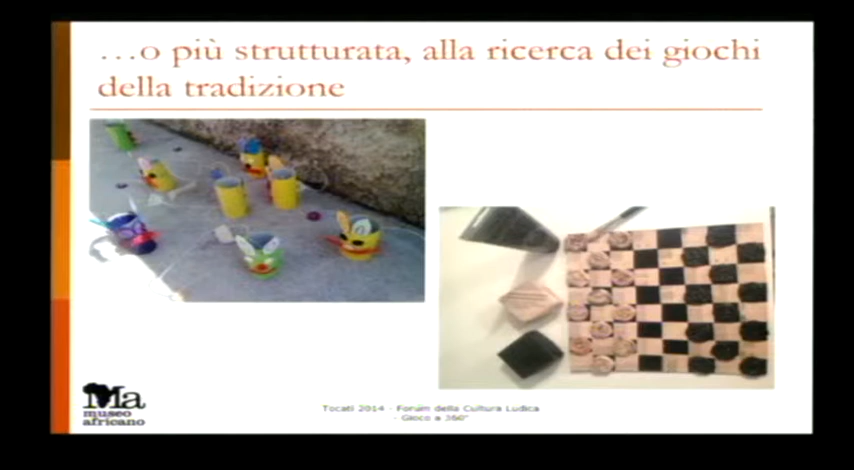 ...o più strutturata, alla ricerca dei giochi
della tradizione
Ma
museo
africano
Tocatì 2014 - Forum della Cultura Ludica
- Gioco a 360°